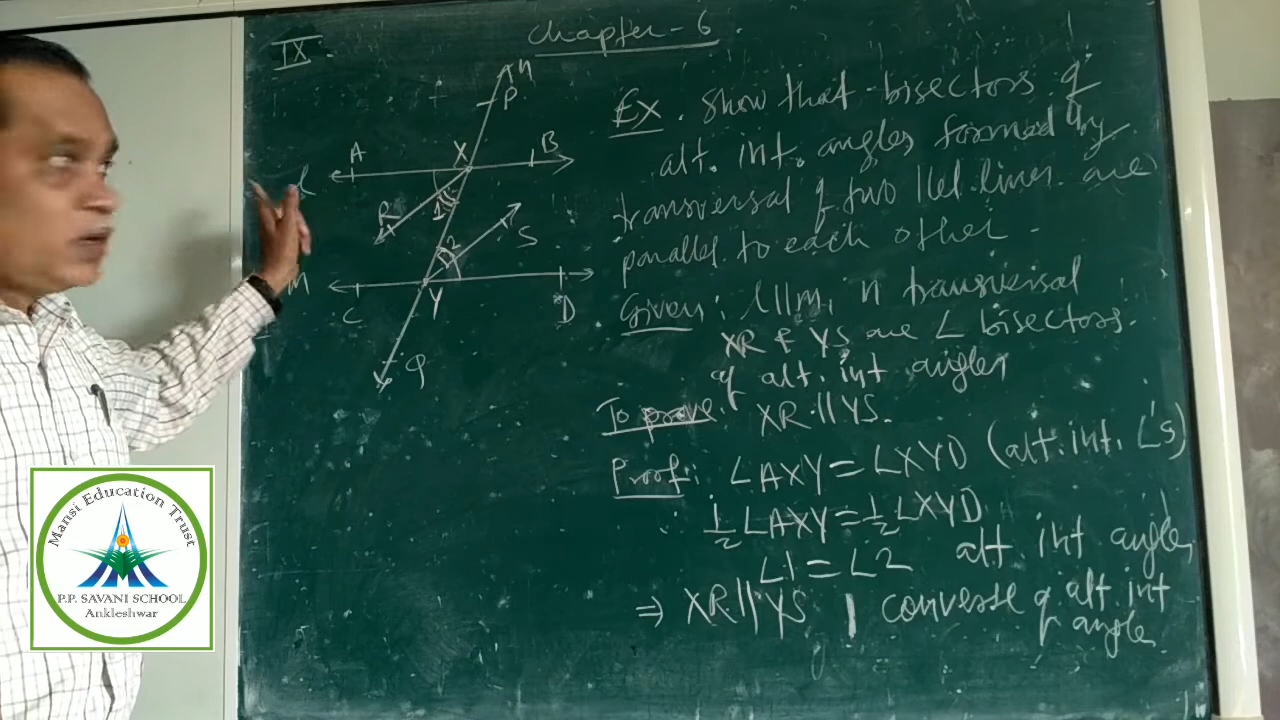 IX
Chapter-6
n
P
A
X
B
l
R
1
2
S
m
C
Y
D
Q
Ex. Show that bisectors of
alt. int. angles formed by
transversal of two llel lines are
parallel to each other.
Given: l||m, n transversal
XR & YS are ∠ bisectors.
of alt. int angles
To prove. XR || YS.
Proof: ∠AXY = ∠XYD (alt. int. ∠'s)
1/2 ∠AXY = 1/2 ∠XYD
∠1 = ∠2 alt. int angles
⇒ XR || YS | converse of alt. int
angle
Mansi Education Trust
P.P. SAVANI SCHOOL
Ankleshwar